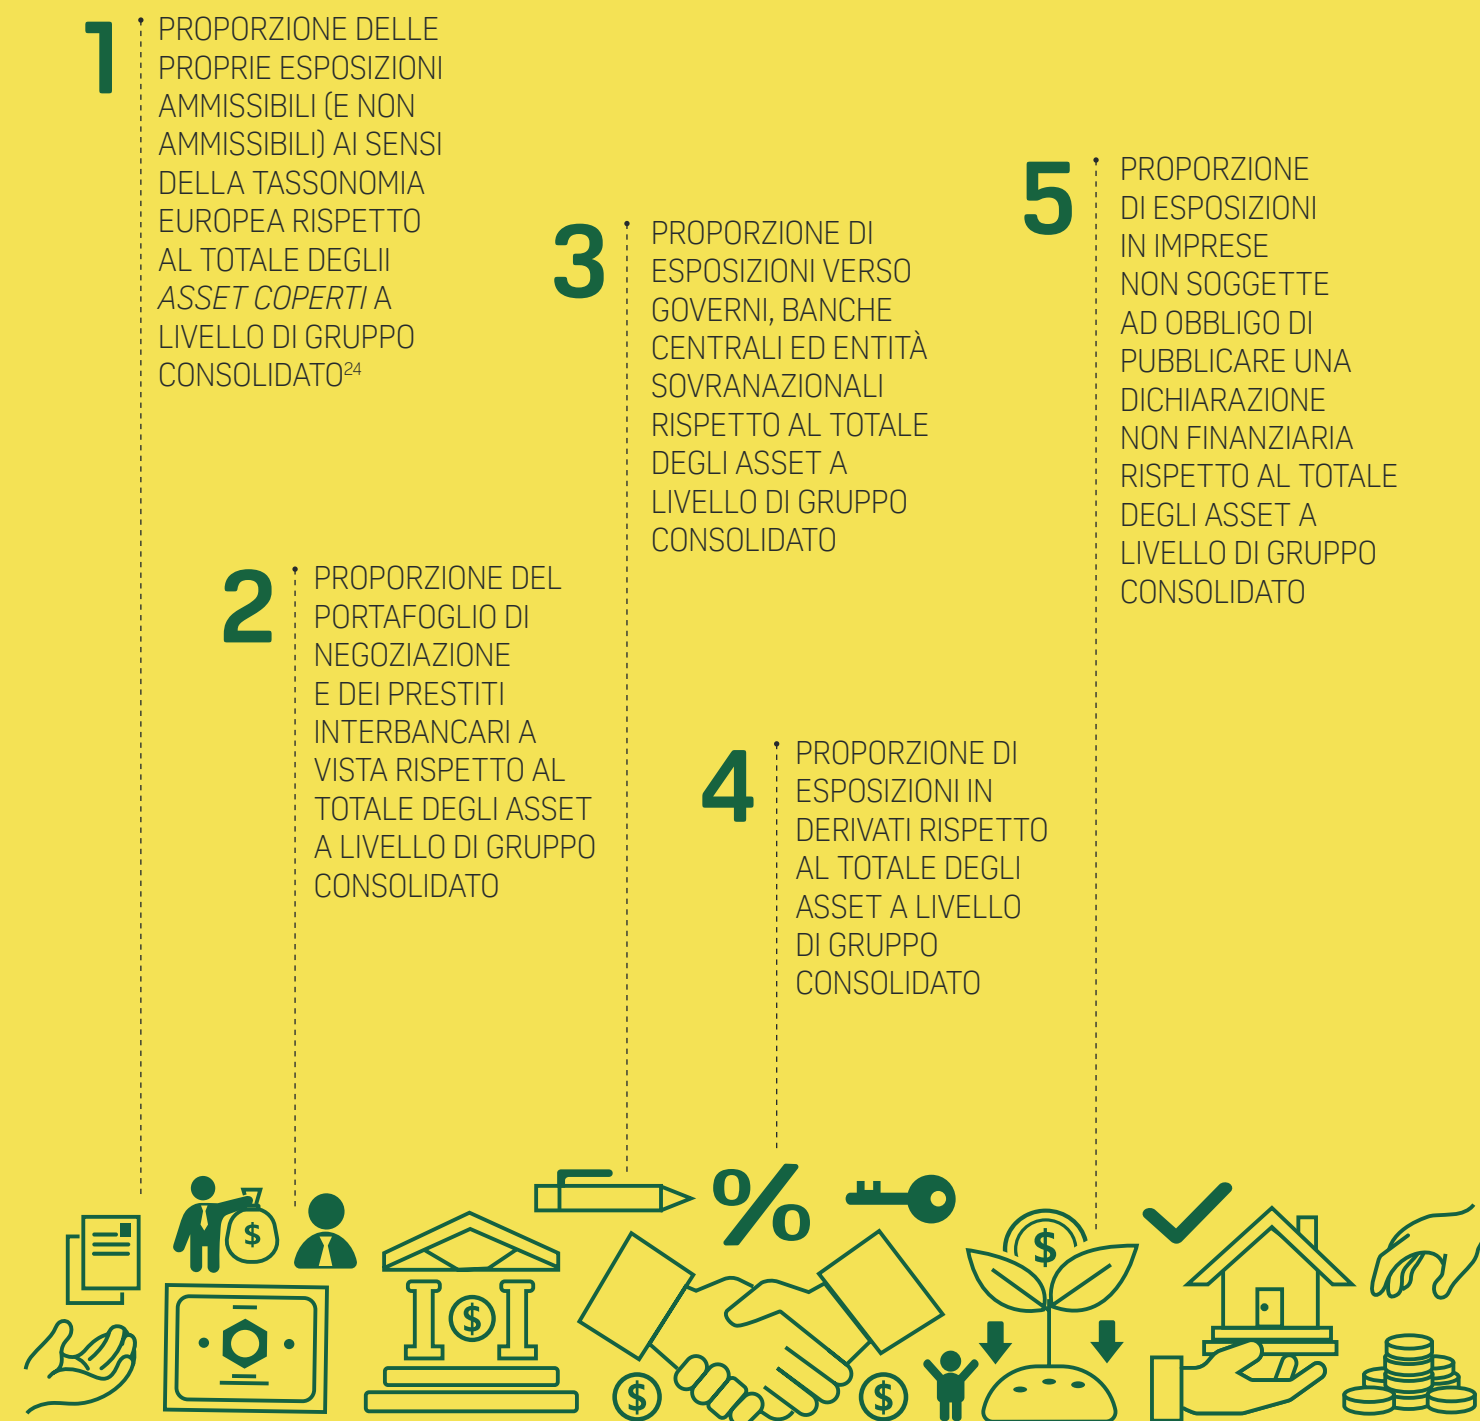 1
PROPORZIONE DELLE
PROPRIE ESPOSIZIONI
AMMISSIBILI (E NON
AMMISSIBILI) AI SENSI
DELLA TASSONOMIA
EUROPEA RISPETTO
AL TOTALE DEGLII
ASSET COPERTI A
LIVELLO DI GRUPPO
CONSOLIDATO24
2
PROPORZIONE DEL
PORTAFOGLIO DI
NEGOZIAZIONE
E DEI PRESTITI
INTERBANCARI A
VISTA RISPETTO AL
TOTALE DEGLI ASSET
A LIVELLO DI GRUPPO
CONSOLIDATO
3
PROPORZIONE DI
ESPOSIZIONI VERSO
GOVERNI, BANCHE
CENTRALI ED ENTITÀ
SOVRANAZIONALI
RISPETTO AL TOTALE
DEGLI ASSET A
LIVELLO DI GRUPPO
CONSOLIDATO
4
PROPORZIONE DI
ESPOSIZIONI IN
DERIVATI RISPETTO
AL TOTALE DEGLI
ASSET A LIVELLO
DI GRUPPO
CONSOLIDATO
5
PROPORZIONE
DI ESPOSIZIONI
IN IMPRESE
NON SOGGETTE
AD OBBLIGO DI
PUBBLICARE UNA
DICHIARAZIONE
NON FINANZIARIA
RISPETTO AL TOTALE
DEGLI ASSET A
LIVELLO DI GRUPPO
CONSOLIDATO
%
$
$
$
$
$